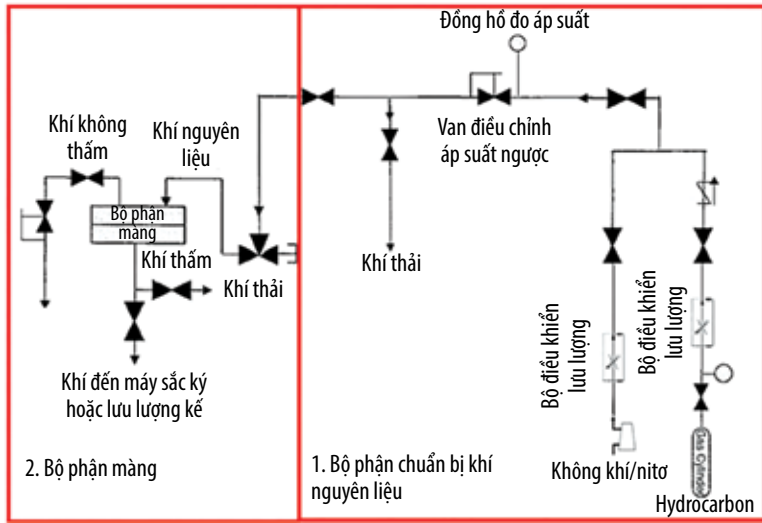 Đồng hồ đo áp suất
Khí không
thấm
Khí nguyên
liệu
Van điều chỉnh
áp suất ngược
Bộ phận
màng
Khí thấm
Khí thải
Khí thải
Bộ điều khiển
lưu lượng
Bộ điều khiển
lưu lượng
Khí đến máy sắc ký
hoặc lưu lượng kế
2. Bộ phận màng
1. Bộ phận chuẩn bị khí
nguyên liệu
Không khí/nitơ
Gas Cylinder
Hydrocarbon